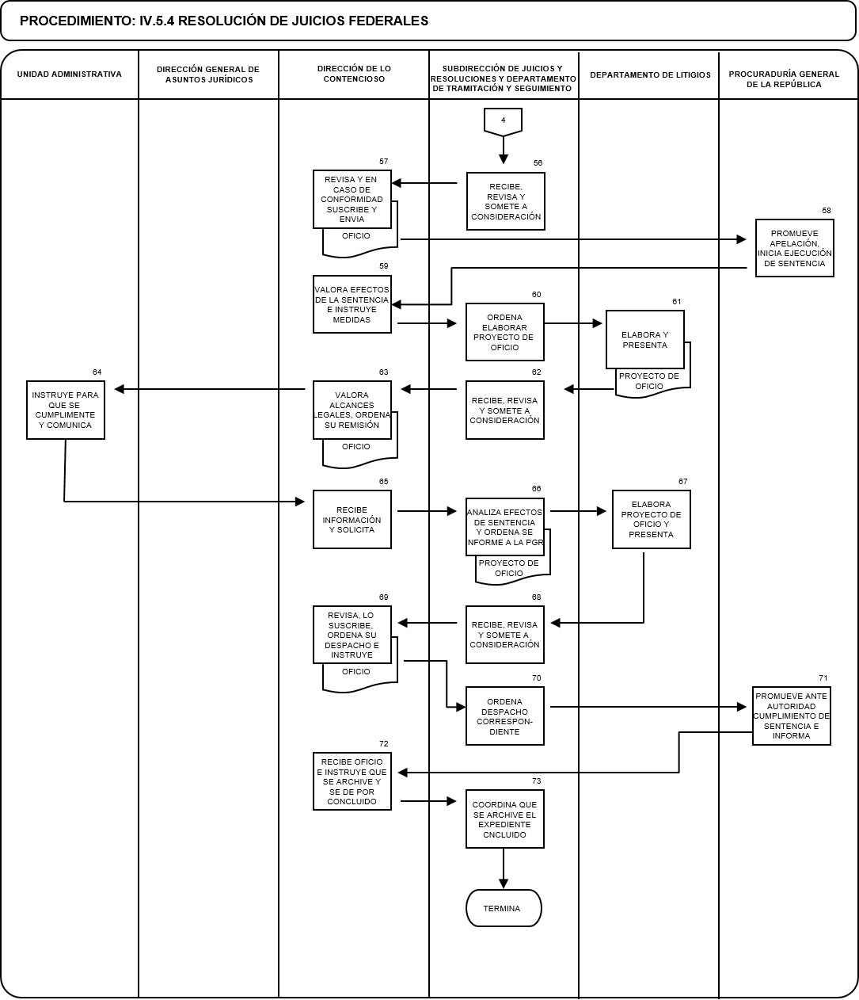 PROCEDIMIENTO: IV.5.4 RESOLUCIÓN DE JUICIOS FEDERALES
UNIDAD ADMINISTRATIVA
DIRECCIÓN GENERAL DE
ASUNTOS JURÍDICOS
DIRECCIÓN DE LO
CONTENCIOSO
SUBDIRECCIÓN DE JUICIOS Y
RESOLUCIONES Y DEPARTAMENTO
DE TRAMITACIÓN Y SEGUIMIENTO
DEPARTAMENTO DE LITIGIOS
PROCURADURÍA GENERAL
DE LA REPÚBLICA
4
56
RECIBE,
REVISA Y
SOMETE A
CONSIDERACIÓN
57
REVISA Y EN
CASO DE
CONFORMIDAD
SUSCRIBE Y
ENVIA
OFICIO
58
PROMUEVE
APELACIÓN,
INICIA EJECUCIÓN
DE SENTENCIA
59
VALORA EFECTOS
DE LA SENTENCIA
E INSTRUYE
MEDIDAS
60
ORDENA
ELABORAR
PROYECTO DE
OFICIO
61
ELABORA Y
PRESENTA
PROYECTO DE
OFICIO
62
RECIBE, REVISA
Y SOMETE A
CONSIDERACIÓN
63
VALORA
ALCANCES
LEGALES, ORDENA
SU REMISIÓN
OFICIO
64
INSTRUYE PARA
QUE SE
CUMPLIMENTE
Y COMUNICA
65
RECIBE
INFORMACIÓN
Y SOLICITA
66
ANALIZA EFECTOS
DE SENTENCIA
Y ORDENA SE
NFORME A LA PGR
PROYECTO DE
OFICIO
67
ELABORA
PROYECTO DE
OFICIO Y
PRESENTA
68
RECIBE, REVISA
Y SOMETE A
CONSIDERACIÓN
69
REVISA, LO
SUSCRIBE,
ORDENA SU
DESPACHO E
INSTRUYE
OFICIO
70
ORDENA
DESPACHO
CORRESPON-
DIENTE
71
PROMUEVE ANTE
AUTORIDAD
CUMPLIMIENTO DE
SENTENCIA E
INFORMA
72
RECIBE OFICIO
E INSTRUYE QUE
SE ARCHIVE Y
SE DE POR
CONCLUIDO
73
COORDINA QUE
SE ARCHIVE EL
EXPEDIENTE
CNCLUIDO
TERMINA